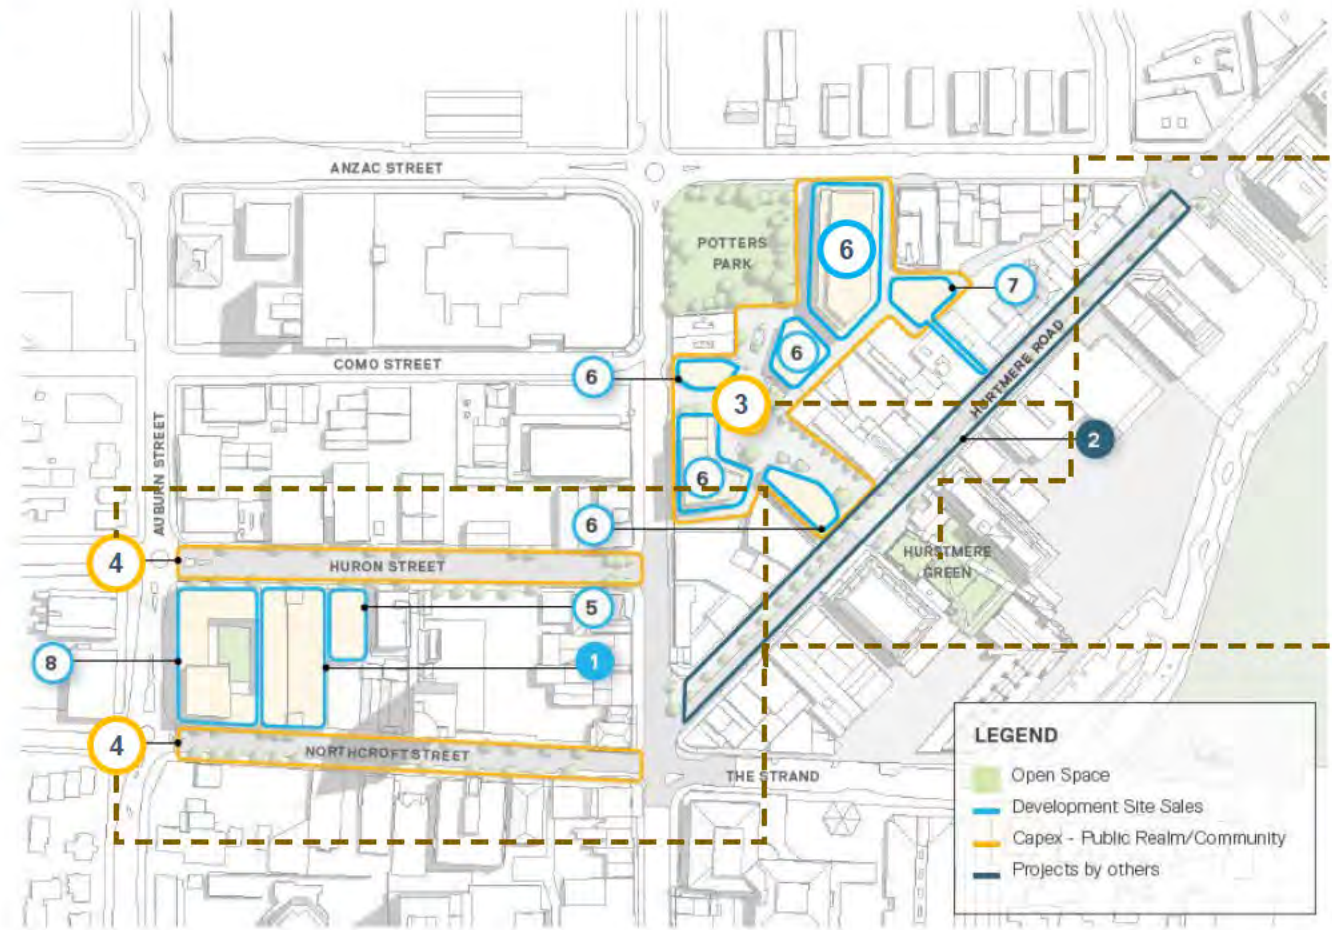 ANZAC STREET
POTTERS
PARK
6
7
HURTMERE ROAD
6
COMO STREET
6
3
2
AUBURN STREET
6
6
HURSTMERE
GREEN
4
HURON STREET
5
8
1
4
NORTHCROFT STREET
THE STRAND
LEGEND
Open Space
Development Site Sales
Capex - Public Realm/Community
Projects by others